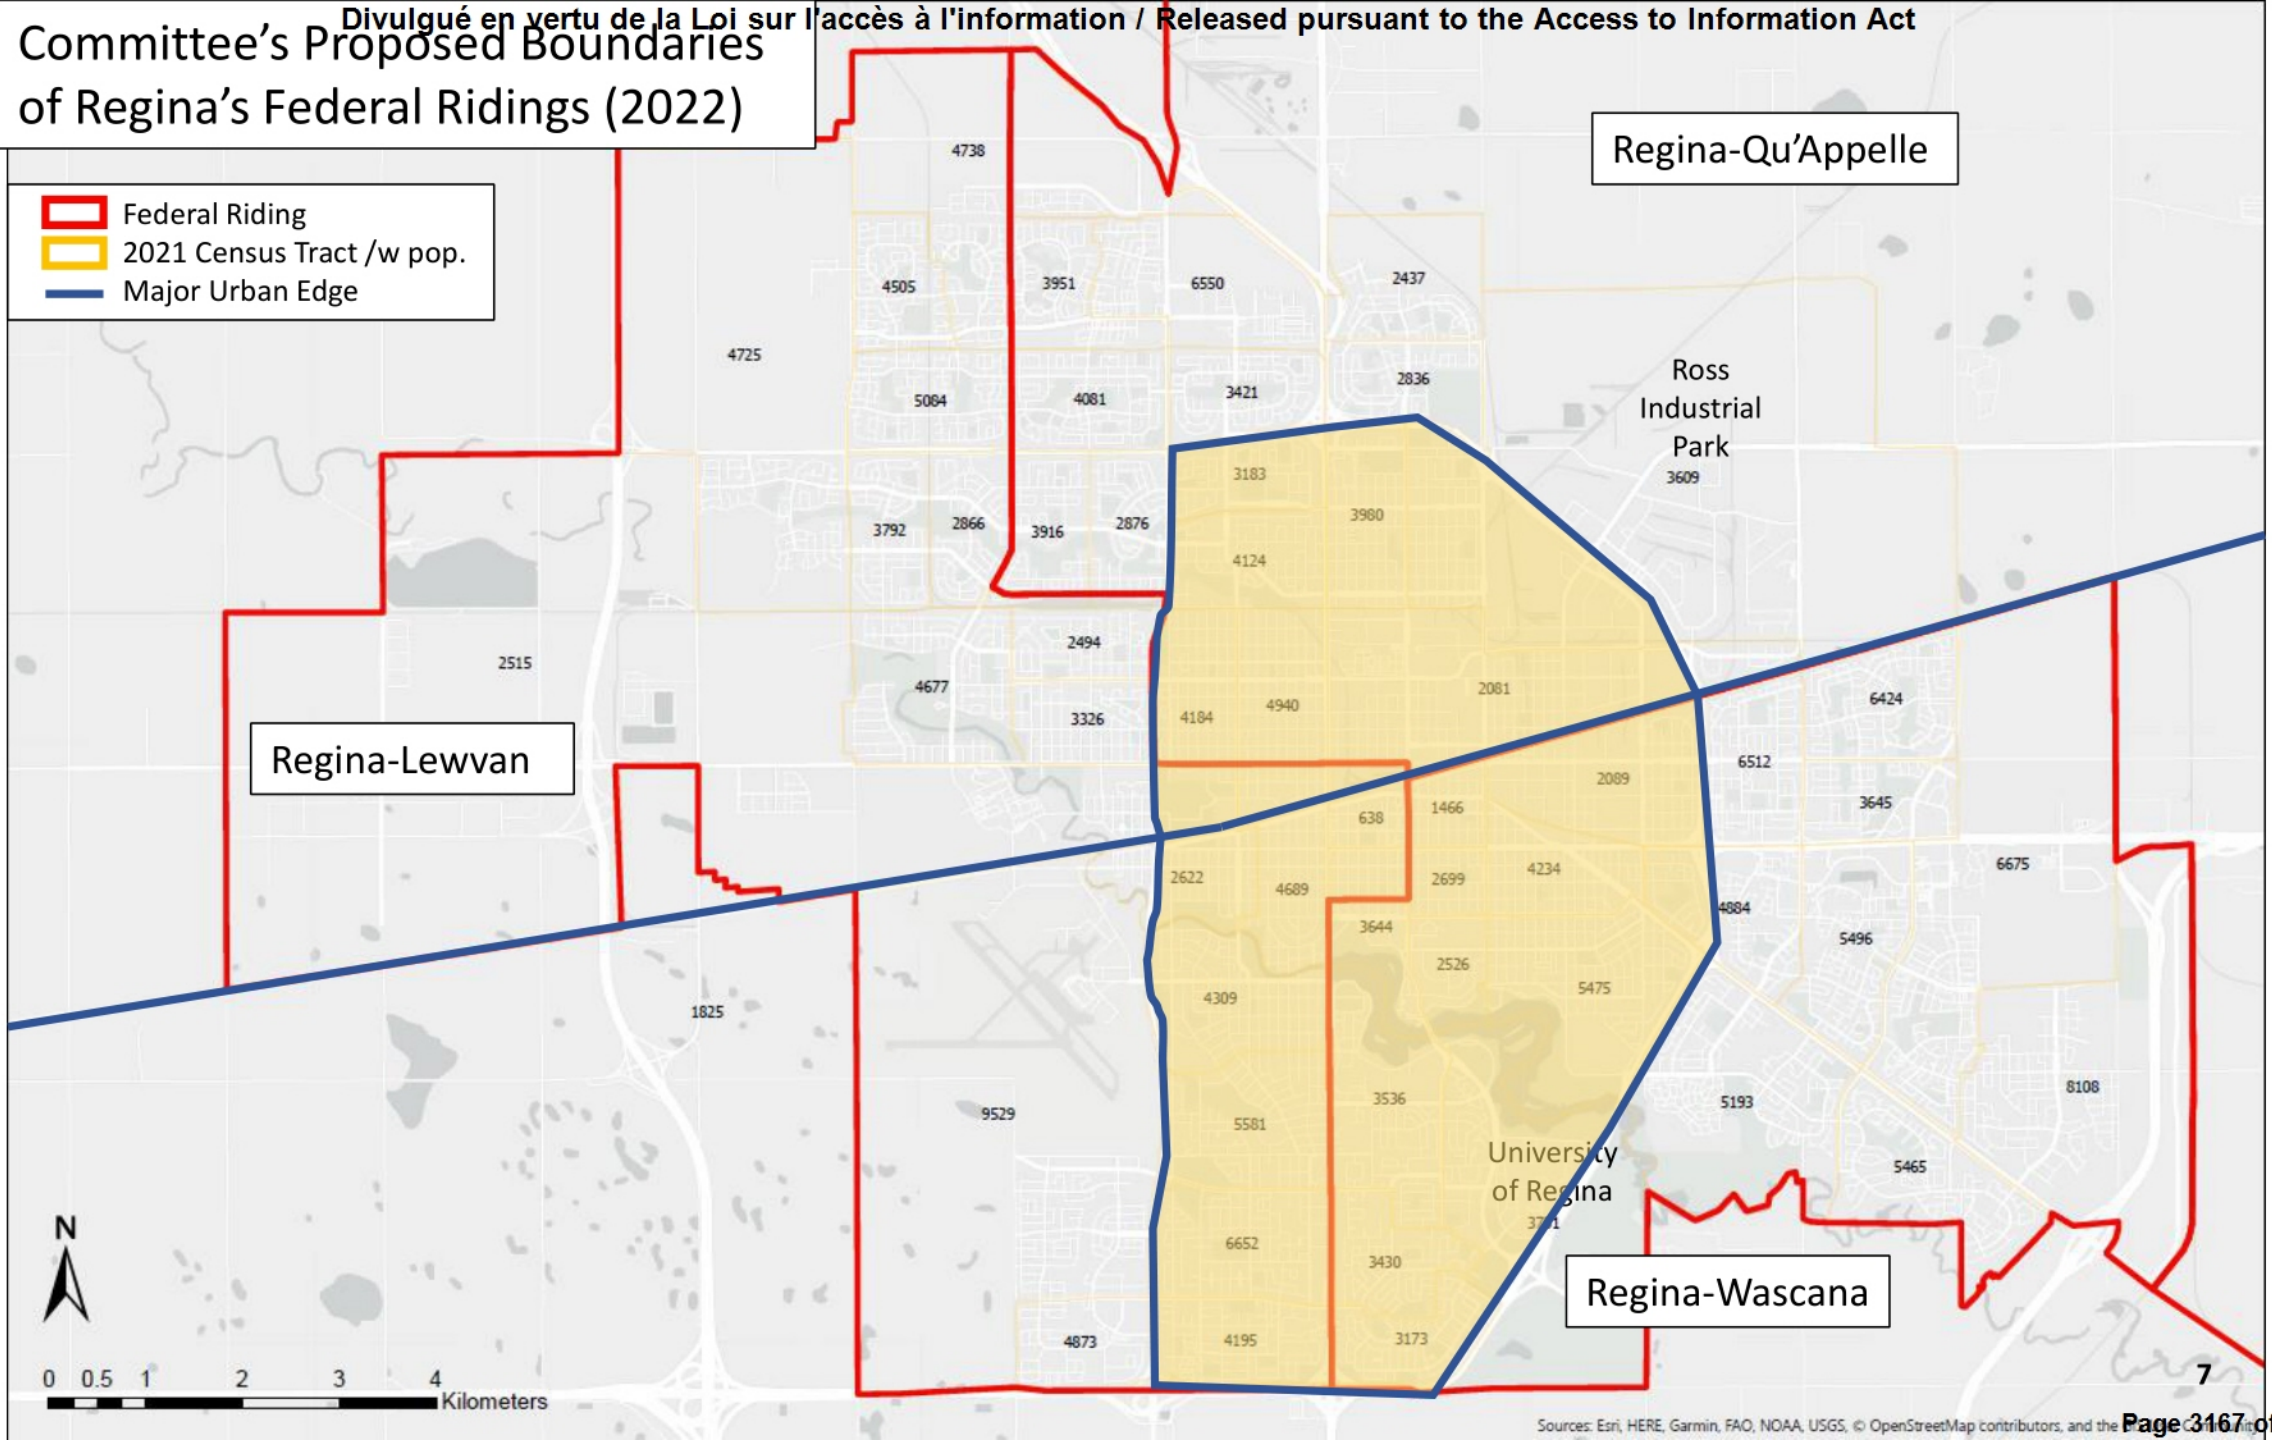 Divulgué en vertu de la Loi sur l'accès à l'information / Released pursuant to the Access to Information Act
Committee's Proposed Boundaries
of Regina's Federal Ridings (2022)
Federal Riding
2021 Census Tract /w pop.
Major Urban Edge
Regina-Qu'Appelle
4738
4505
3951
6550
2437
4725
5084
4081
3421
2836
Ross
Industrial
Park
3609
3183
3980
3792
2866
3916
2876
4124
2494
2515
4677
3326
4184
4940
2081
6424
Regina-Lewvan
6512
2089
3645
638
1466
2622
4689
2699
4234
6675
4884
3644
2526
5496
4309
5475
1825
9529
3536
5193
8108
5581
University
of Regina
5465
6652
3430
Regina-Wascana
4873
4195
3173
N
0 0.5 1 2 3 4
Kilometers
7
Sources: Esri, HERE, Garmin, FAO, NOAA, USGS, © OpenStreetMap contributors, and the
Page 3167 of